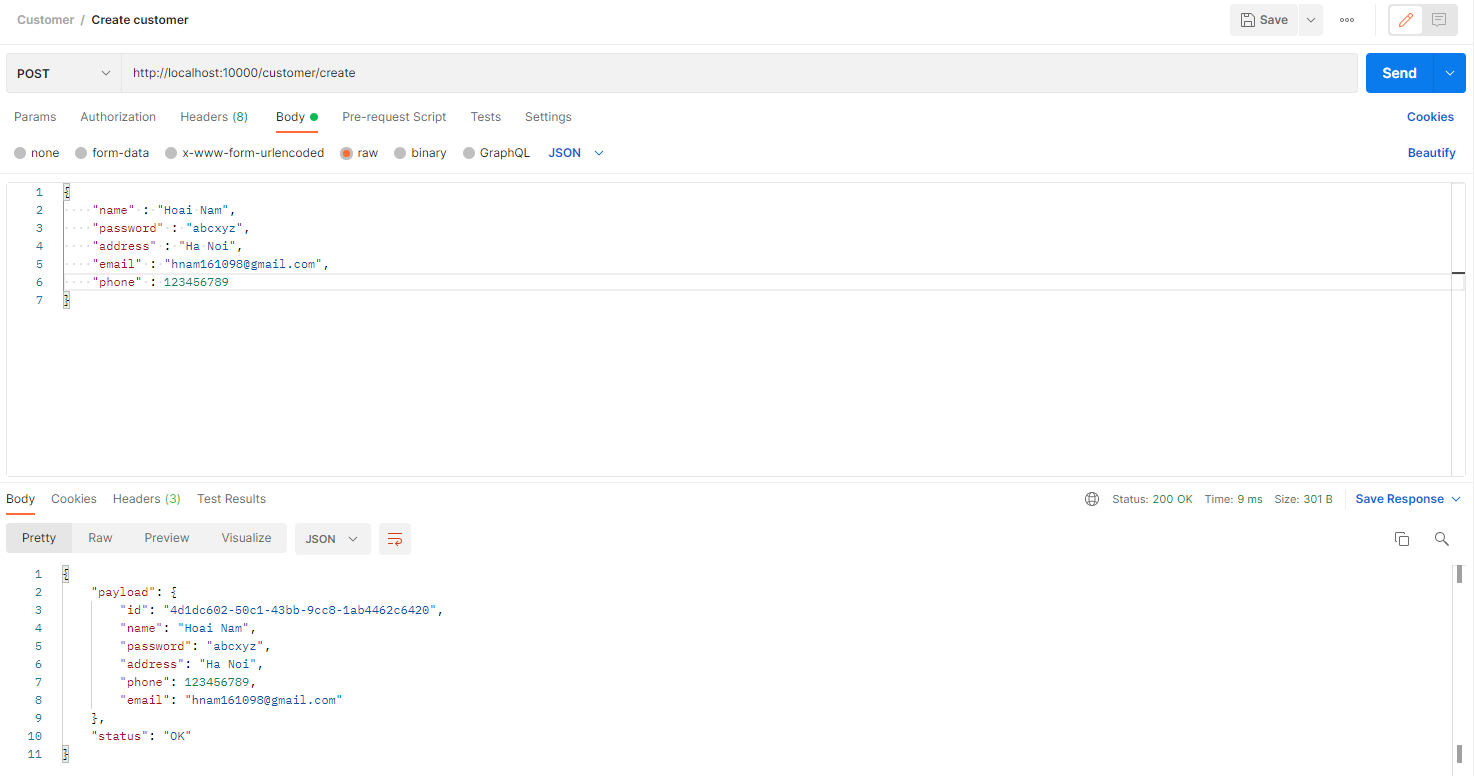 Customer / Create customer Save
POST http://localhost:10000/customer/create Send
Params Authorization Headers (8) Body Pre-request Script Tests Settings Cookies
none form-data x-www-form-urlencoded raw binary GraphQL JSON Beautify
1 {
2 "name" : "Hoai Nam",
3 "password" : "abcxyz",
4 "address" : "Ha Noi",
5 "email" : "hnam161098@gmail.com",
6 "phone" : 123456789
7 }
Body Cookies Headers (3) Test Results Status: 200 OK Time: 9 ms Size: 301 B Save Response
Pretty Raw Preview Visualize JSON
1 {
2 "payload": {
3 "id": "4d1dc602-50c1-43bb-9cc8-1ab4462c6420",
4 "name": "Hoai Nam",
5 "password": "abcxyz",
6 "address": "Ha Noi",
7 "phone": 123456789,
8 "email": "hnam161098@gmail.com"
9 },
10 "status": "OK"
11 }